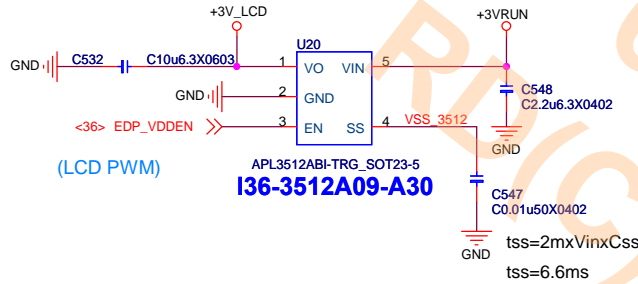 +3V_LCD
+3VRUN
U20
GND C532 C10u6.3X0603 1 VO VIN 5
GND 2 GND
C548
C2.2u6.3X0402
<36> EDP_VDDEN 3 EN SS 4 VSS_3512
GND
(LCD PWM)
APL3512ABI-TRG_SOT23-5
I36-3512A09-A30
C547
C0.01u50X0402
GND
tss=2mxVinxCss
tss=6.6ms